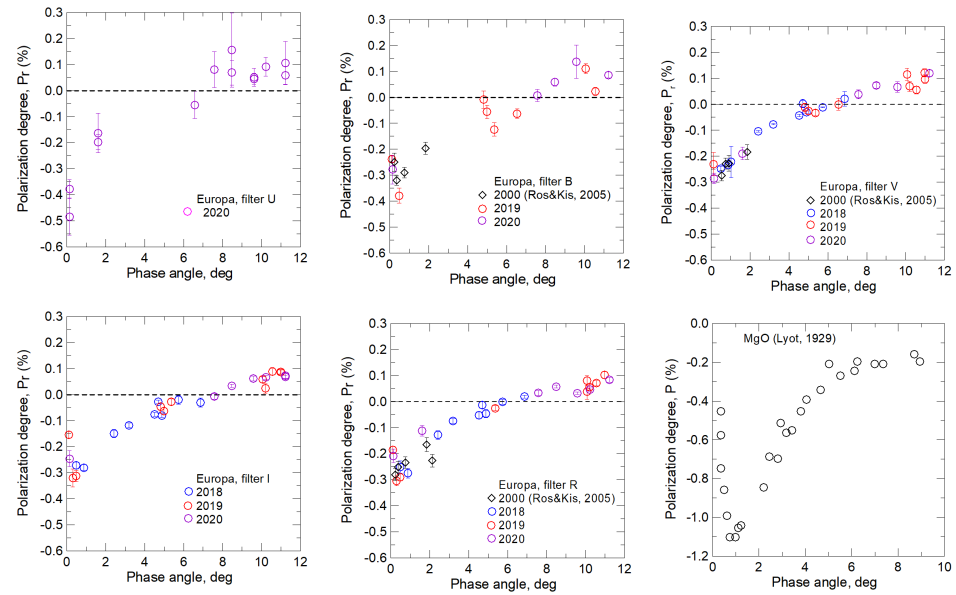 0.3
0.2
0.1
0.0
-0.1
-0.2
-0.3
-0.4
-0.5
-0.6
Polarization degree, Pr (%)
Europa, filter U
2020
0 2 4 6 8 10 12
Phase angle, deg
0.3
0.2
0.1
0.0
-0.1
-0.2
-0.3
-0.4
-0.5
-0.6
Polarization degree, Pr (%)
Europa, filter B
2000 (Ros&Kis, 2005)
2019
2020
0 2 4 6 8 10 12
Phase angle, deg
0.3
0.2
0.1
0.0
-0.1
-0.2
-0.3
-0.4
-0.5
-0.6
Polarization degree, Pr (%)
Europa, filter V
2000 (Ros&Kis, 2005)
2018
2019
2020
0 2 4 6 8 10 12
Phase angle, deg
0.3
0.2
0.1
0.0
-0.1
-0.2
-0.3
-0.4
-0.5
-0.6
Polarization degree, Pr (%)
Europa, filter I
2018
2019
2020
0 2 4 6 8 10 12
Phase angle, deg
0.3
0.2
0.1
0.0
-0.1
-0.2
-0.3
-0.4
-0.5
-0.6
Polarization degree, Pr (%)
Europa, filter R
2000 (Ros&Kis, 2005)
2018
2019
2020
0 2 4 6 8 10 12
Phase angle, deg
0.0
-0.2
-0.4
-0.6
-0.8
-1.0
-1.2
Polarization degree, P (%)
MgO (Lyot, 1929)
0 2 4 6 8 10
Phase angle, deg